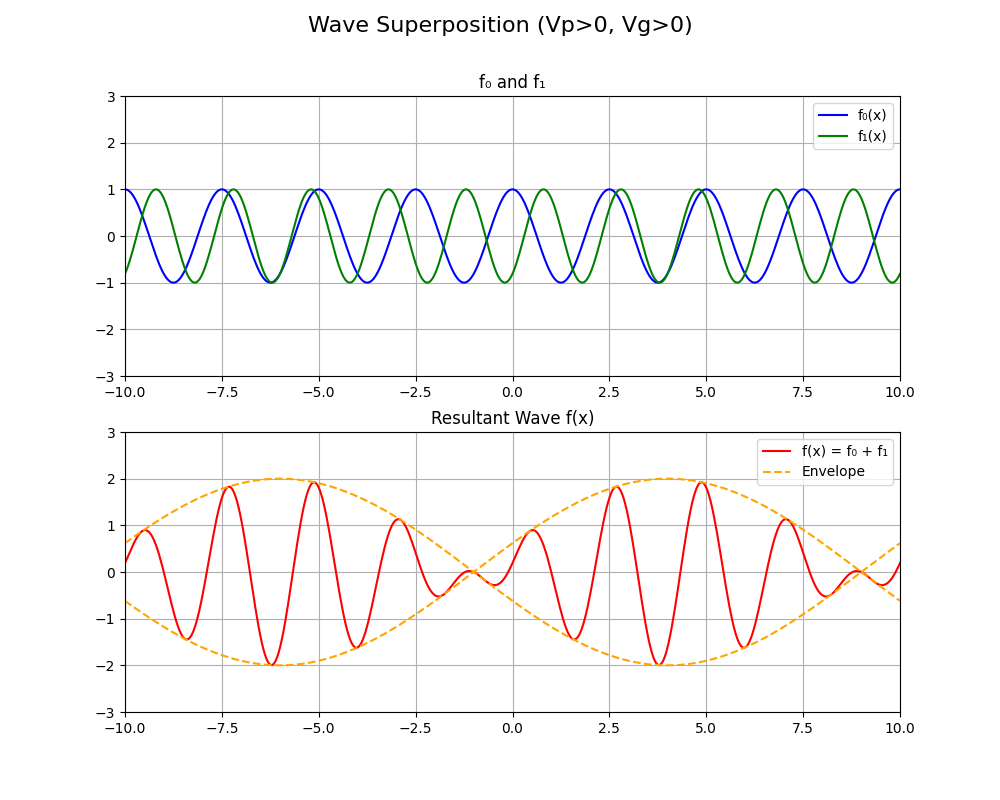 Wave Superposition (Vp>0, Vg>0)
f₀ and f₁
3
2
1
0
−1
−2
−3
f₀(x)
f₁(x)
−10.0 −7.5 −5.0 −2.5 0.0 2.5 5.0 7.5 10.0
Resultant Wave f(x)
3
2
1
0
−1
−2
−3
f(x) = f₀ + f₁
Envelope
−10.0 −7.5 −5.0 −2.5 0.0 2.5 5.0 7.5 10.0